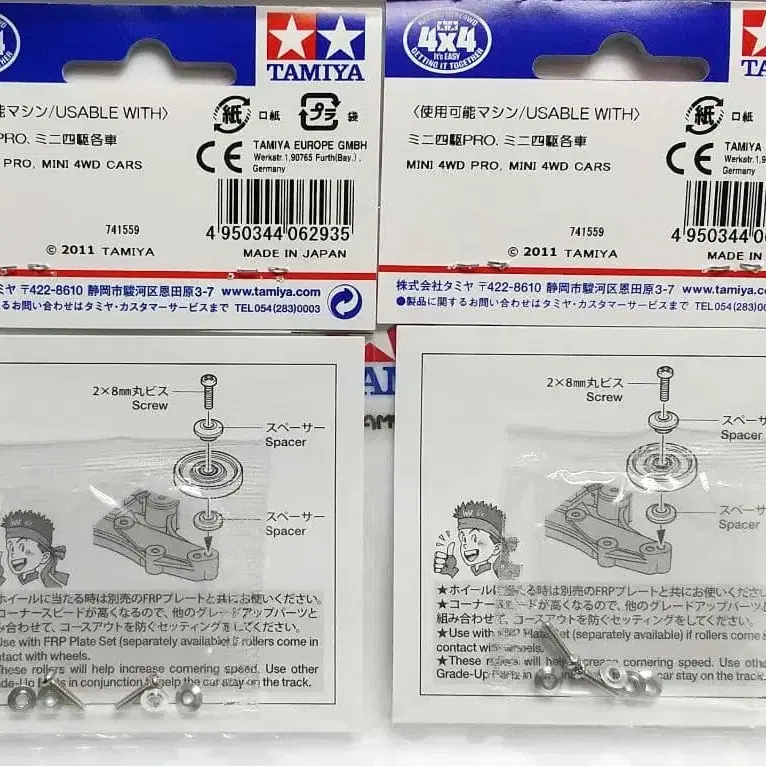 TAMIYA
能マシン/USABLE WITH〉
PRO、ミニ四駆各車
PRO, MINI 4WD CARS
紙 口紙
プラ 袋
CE
TAMIYA EUROPE GMBH
Werkstr.1,90765 Furth(Bay.),
Germany
741559
4 950344 062935
© 2011 TAMIYA
MADE IN JAPAN
ミヤ 〒422-8610 静岡市駿河区恩田原3-7 www.tamiya.com
るお問い合わせはタミヤ・カスタマーサービスまで TEL054(283)0003
2×8mm丸ビス
Screw
スペーサー
Spacer
スペーサー
Spacer
ホイールに当たる時は別売のFRPプレートと共にお使いください。
コーナースピードが高くなるので、他のグレードアップパーツと
み合わせて、コースアウトを防ぐセッティングをしてください。
Use with FRP Plate Set (separately available) if rollers come in
ntact with wheels.
These rollers will help increase cornering speed. Use other
in conjunction to help the car stay on the track.
4x4
It's EASY
GETTING IT TOGETHER
〈使用可能マシン/USABLE WITH〉
ミニ四駆PRO、ミニ四駆各車
MINI 4WD PRO, MINI 4WD CARS
紙 口紙
CE
TAMIYA
Werkstr.1,9
Germany
741559
4 950344
© 2011 TAMIYA
MADE IN
株式会社タミヤ 〒422-8610 静岡市駿河区恩田原3-7 www.tamiya.
●製品に関するお問い合わせはタミヤ・カスタマーサービスまで TEL054(283)
2×8mm丸ビス
Screw
スペーサ
Spacer
スペーサ
Spacer
★ホイールに当たる時は別売のFRPプレートと共にお使いくださ
★コーナースピードが高くなるので、他のグレードアップパーツ
組み合わせて、コースアウトを防ぐセッティングをしてください。
★Use with FRP Plate Set (separately available) if rollers come
contact with wheels.
★These rollers will help increase cornering speed. Use oth
Grade-Up Parts in conjunction to help the car stay on the track.